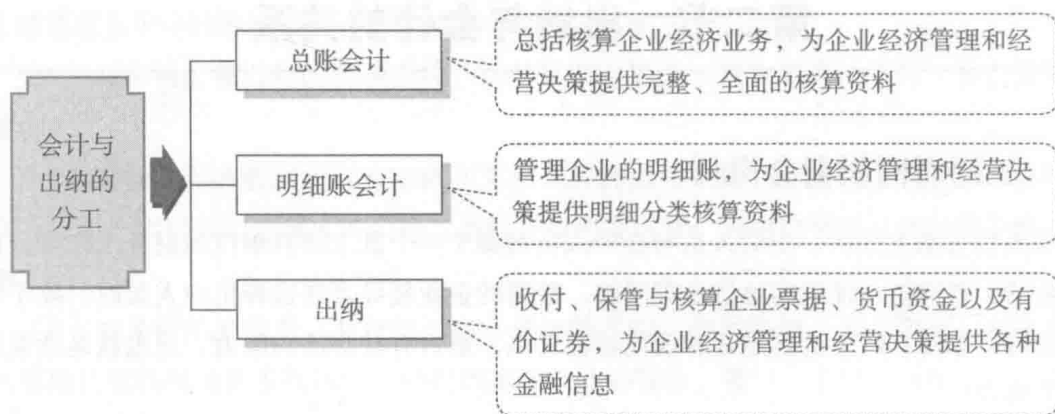 会计与
出纳的
分工
总账会计
总括核算企业经济业务，为企业经济管理和经
营决策提供完整、全面的核算资料
明细账会计
管理企业的明细账，为企业经济管理和经营决
策提供明细分类核算资料
出纳
收付、保管与核算企业票据、货币资金以及有
价证券，为企业经济管理和经营决策提供各种
金融信息